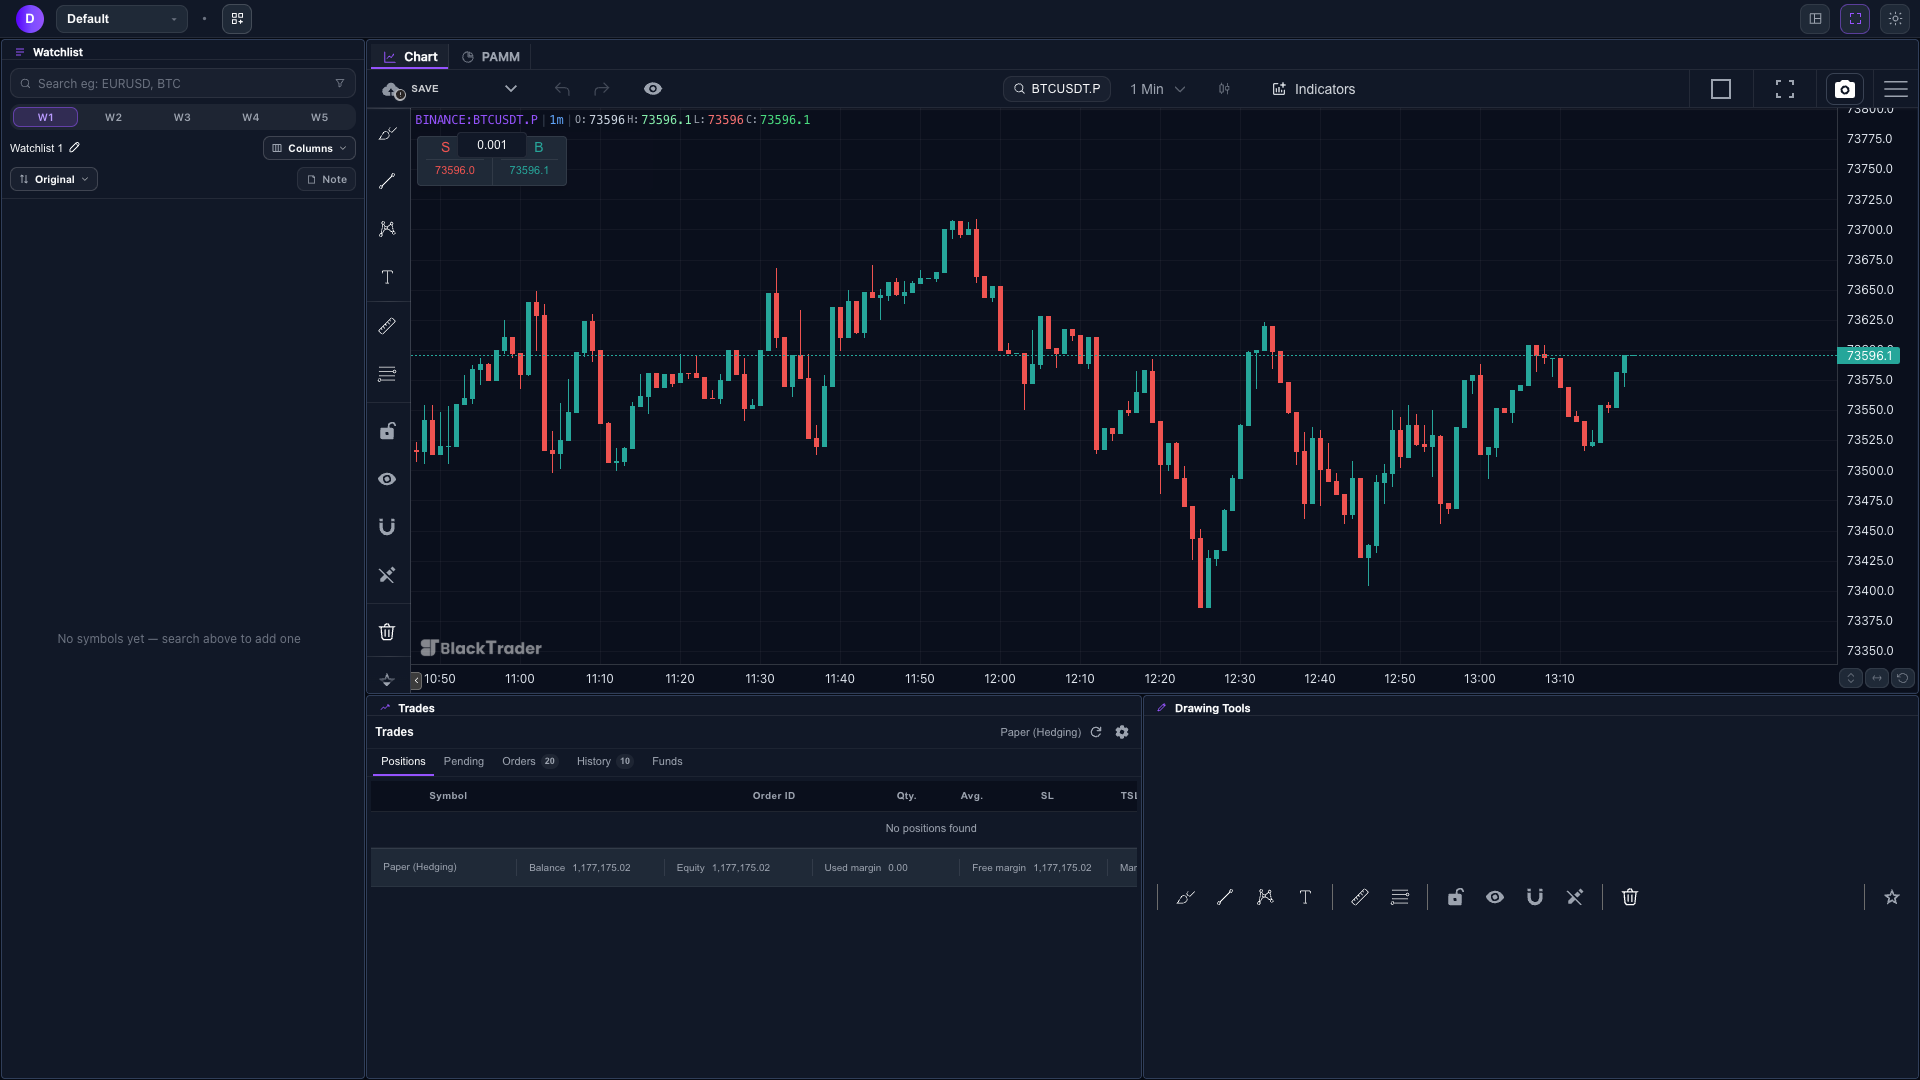 D Default
Watchlist
Search eg: EURUSD, BTC
W1 W2 W3 W4 W5
Watchlist 1 Columns
Original Note
No symbols yet — search above to add one
Chart PAMM
SAVE BTCUSDT.P 1 Min Indicators
BINANCE:BTCUSDT.P 1m O: 73596 H: 73596.1 L: 73596 C: 73596.1
S 0.001 B
73596.0 73596.1
73800.0
73775.0
73750.0
73725.0
73700.0
73675.0
73650.0
73625.0
73596.1
73575.0
73550.0
73525.0
73500.0
73475.0
73450.0
73425.0
73400.0
73375.0
73350.0
BlackTrader
10:50 11:00 11:10 11:20 11:30 11:40 11:50 12:00 12:10 12:20 12:30 12:40 12:50 13:00 13:10
Trades
Trades Paper (Hedging)
Positions Pending Orders 20 History 10 Funds
Symbol Order ID Qty. Avg. SL TSL
No positions found
Paper (Hedging) Balance 1,177,175.02 Equity 1,177,175.02 Used margin 0.00 Free margin 1,177,175.02 Mar
Drawing Tools